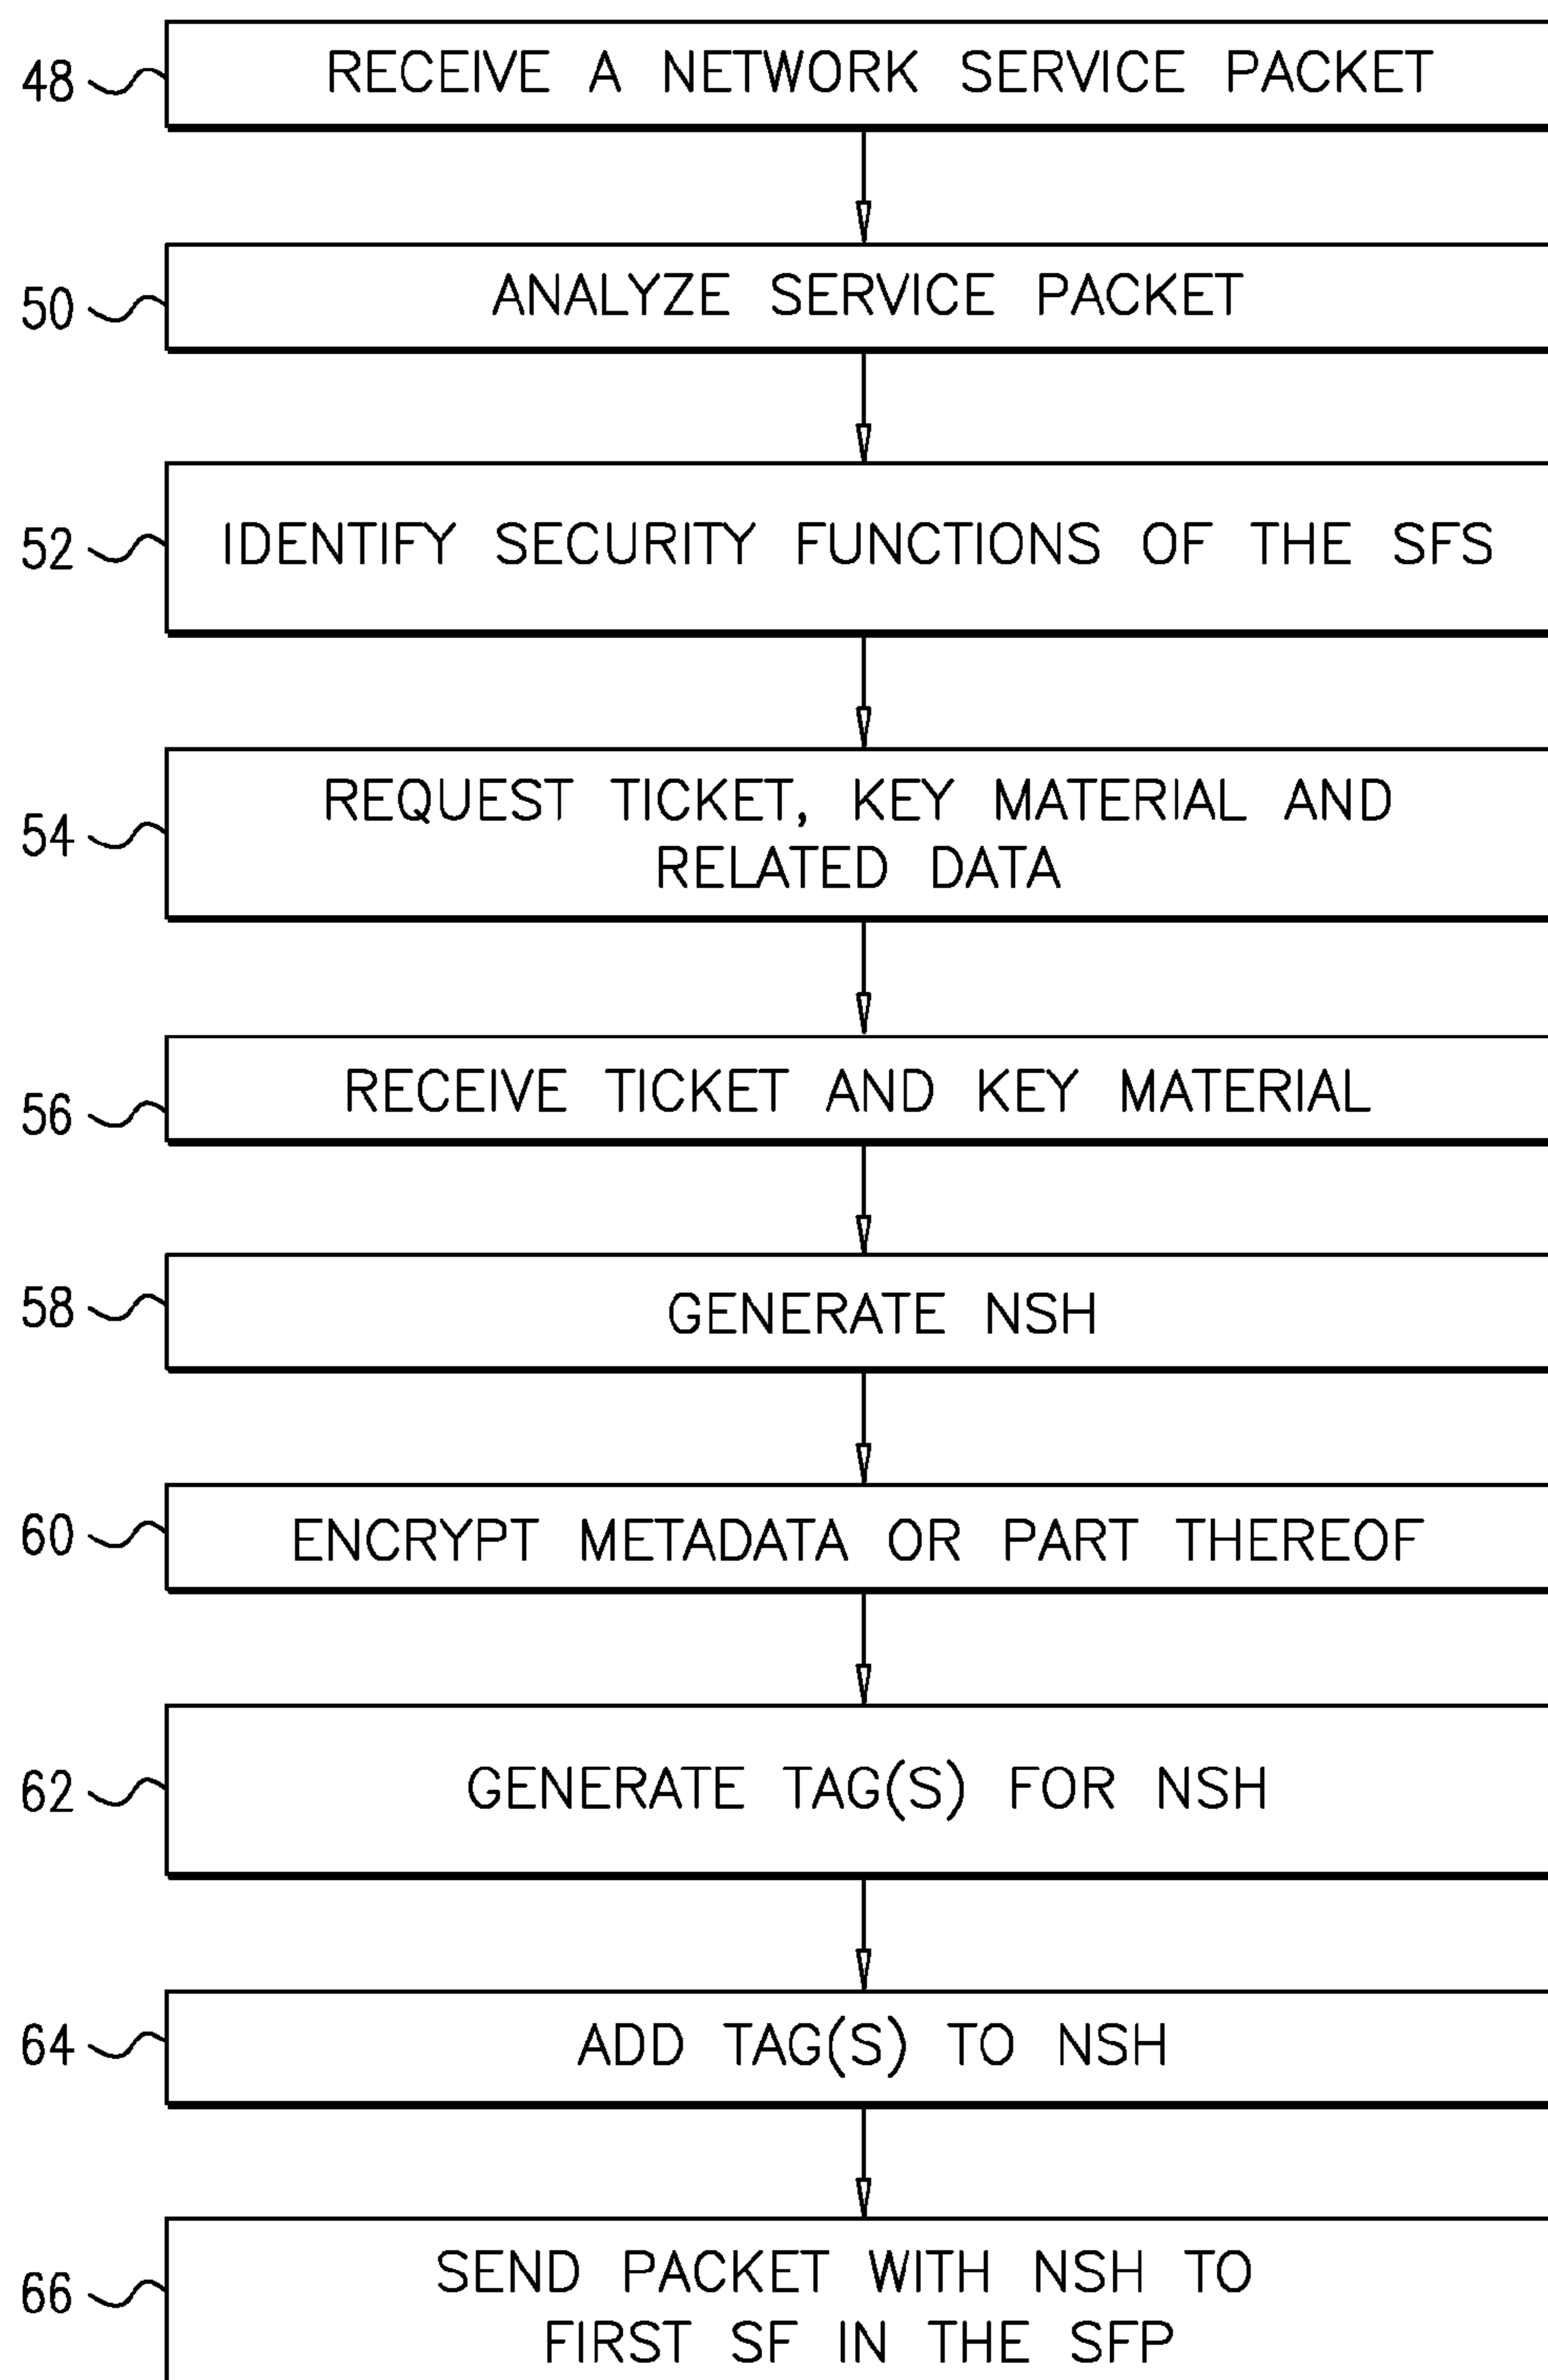 48 RECEIVE A NETWORK SERVICE PACKET
50 ANALYZE SERVICE PACKET
52 IDENTIFY SECURITY FUNCTIONS OF THE SFS
54 REQUEST TICKET, KEY MATERIAL AND
RELATED DATA
56 RECEIVE TICKET AND KEY MATERIAL
58 GENERATE NSH
60 ENCRYPT METADATA OR PART THEREOF
62 GENERATE TAG(S) FOR NSH
64 ADD TAG(S) TO NSH
66 SEND PACKET WITH NSH TO
FIRST SF IN THE SFP